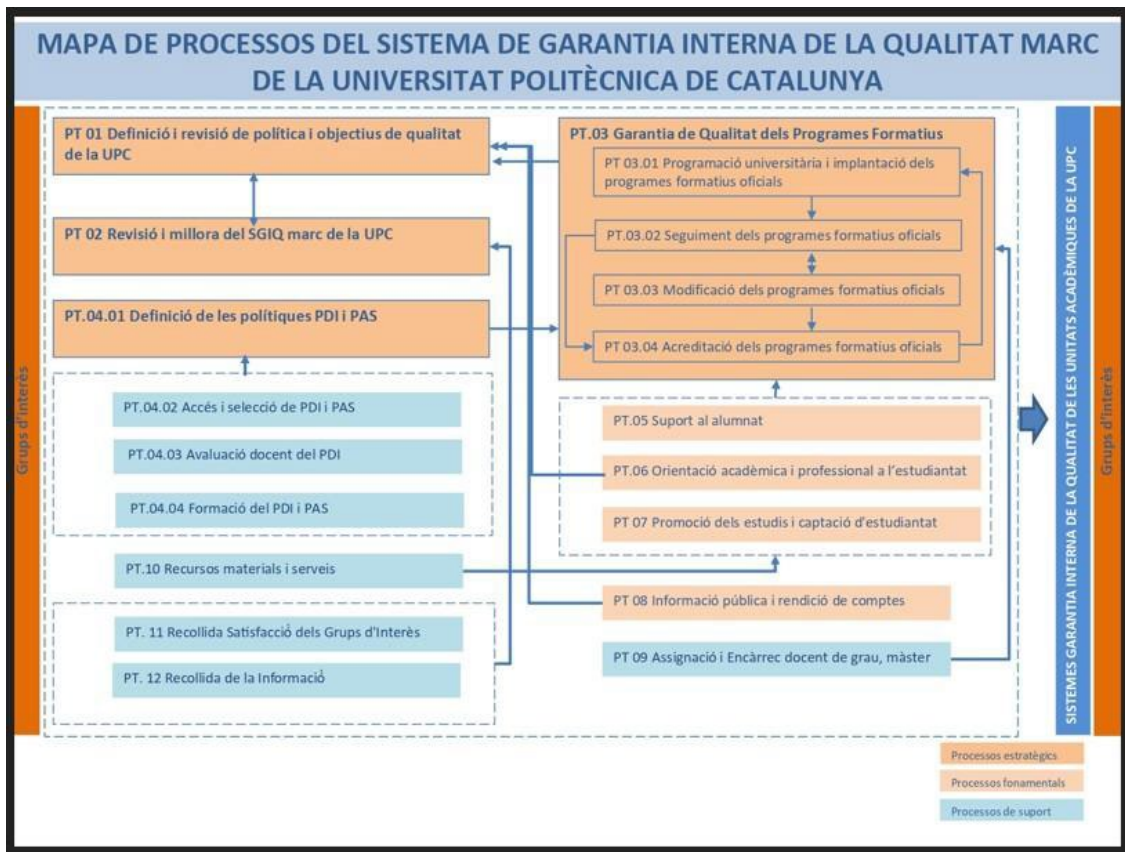 MAPA DE PROCESSOS DEL SISTEMA DE GARANTIA INTERNA DE LA QUALITAT MARC
DE LA UNIVERSITAT POLITÈCNICA DE CATALUNYA
Grups d'interès
PT 01 Definició i revisió de política i objectius de qualitat
de la UPC
PT 02 Revisió i millora del SGIQ marc de la UPC
PT.04.01 Definició de les polítiques PDI i PAS
PT.04.02 Accés i selecció de PDI i PAS
PT.04.03 Avaluació docent del PDI
PT.04.04 Formació del PDI i PAS
PT.10 Recursos materials i serveis
PT. 11 Recollida Satisfacció dels Grups d'Interès
PT. 12 Recollida de la Informació
PT.03 Garantia de Qualitat dels Programes Formatius
PT 03.01 Programació universitària i implantació dels
programes formatius oficials
PT.03.02 Seguiment dels programes formatius oficials
PT 03.03 Modificació dels programes formatius oficials
PT 03.04 Acreditació dels programes formatius oficials
PT.05 Suport al alumnat
PT.06 Orientació acadèmica i professional a l'estudiantat
PT 07 Promoció dels estudis i captació d'estudiantat
PT 08 Informació pública i rendició de comptes
PT 09 Assignació i Encàrrec docent de grau, màster
SISTEMES GARANTIA INTERNA DE LA QUALITAT DE LES UNITATS ACADÈMIQUES DE LA UPC
Grups d'interès
Processos estratègics
Processos fonamentals
Processos de suport